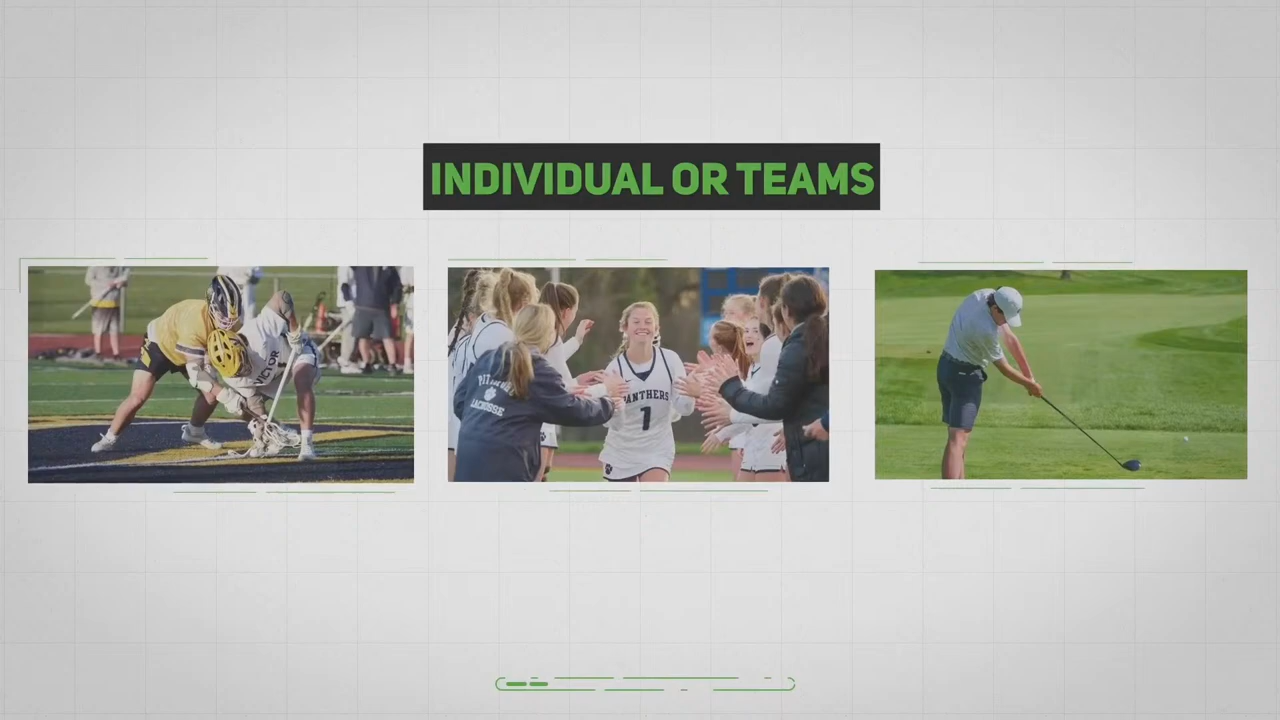 INDIVIDUAL OR TEAMS
VICTOR
LACROSSE
PANTHERS
1